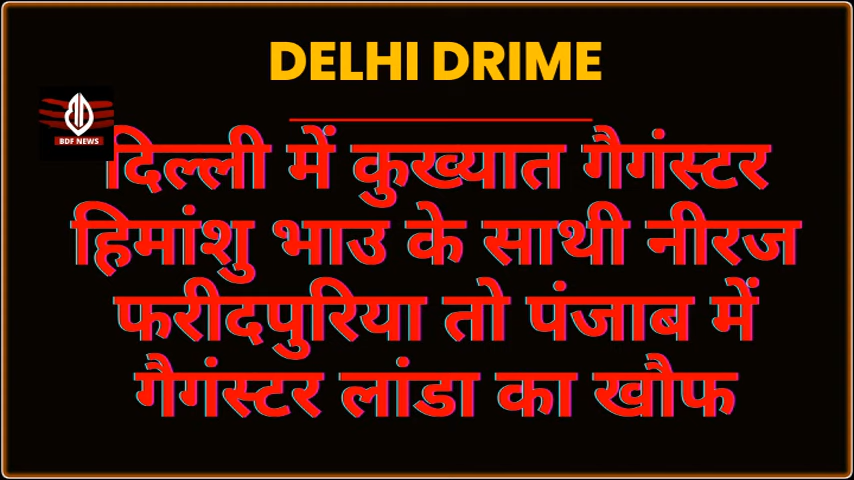 DELHI DRIME
BDF NEWS
दिल्ली में कुख्यात गैगंस्टर
हिमांशु भाउ के साथी नीरज
फरीदपुरिया तो पंजाब में
गैगंस्टर लांडा का खौफ